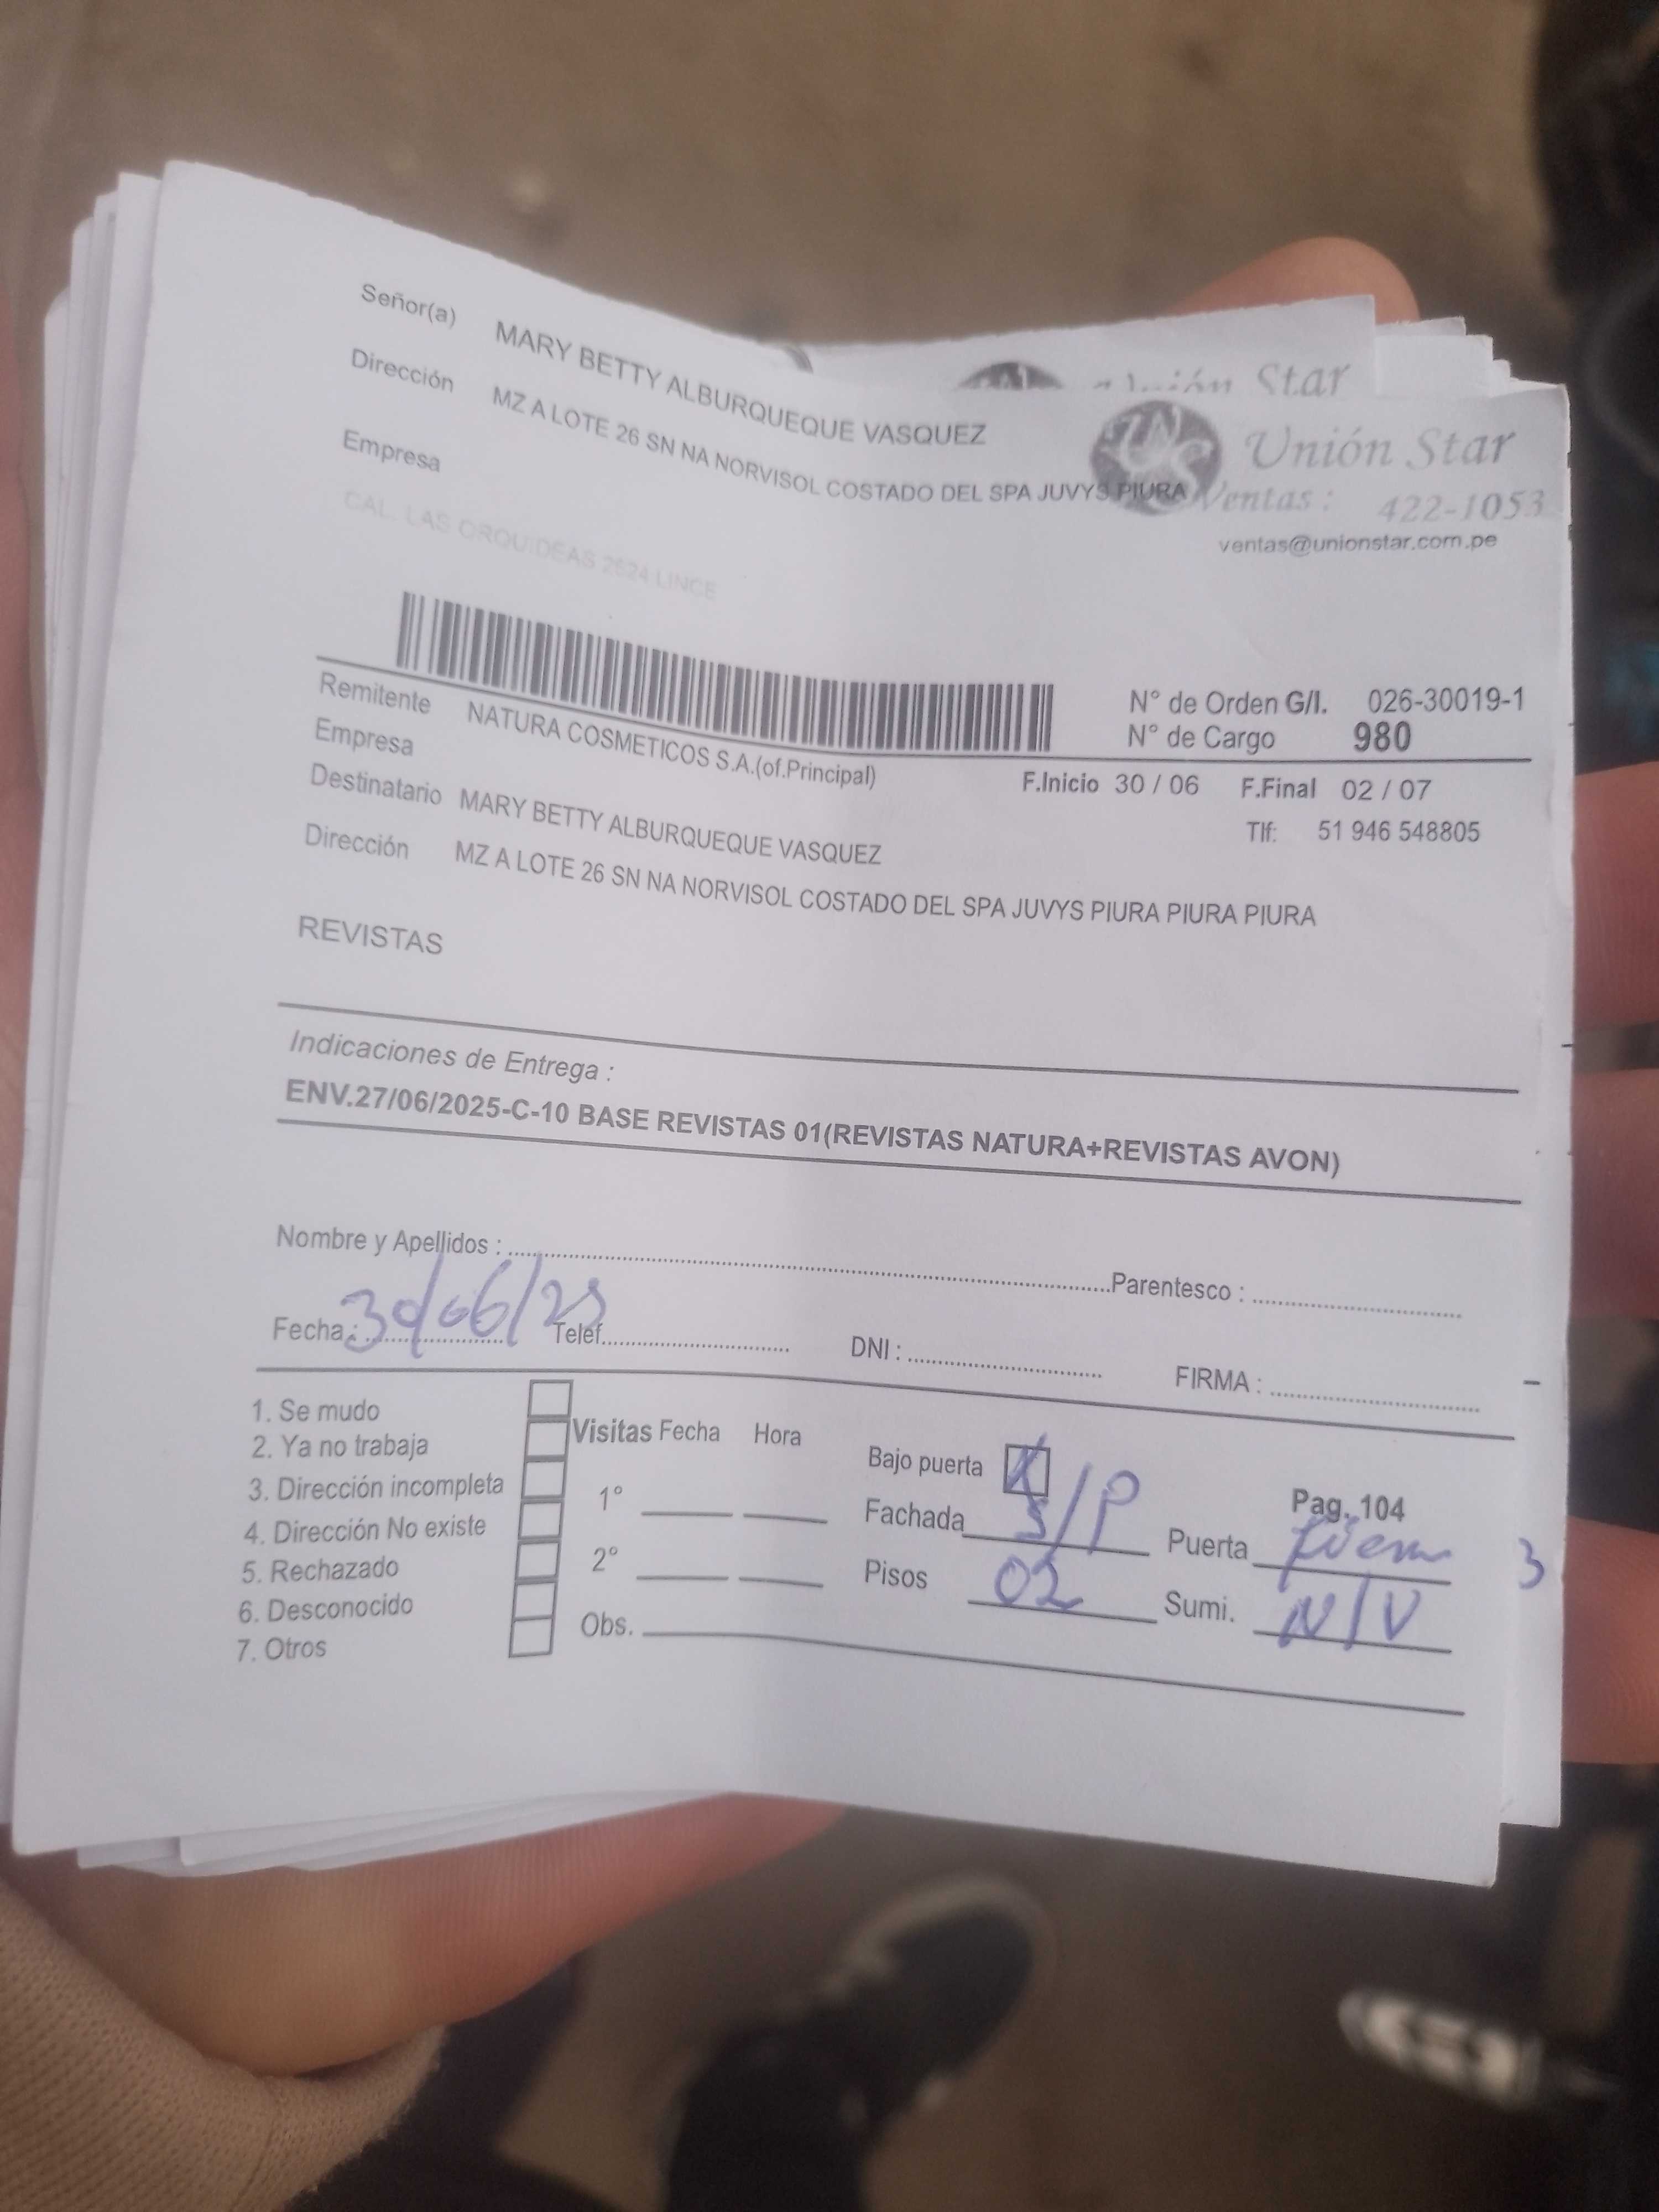 Unión Star
Señor(a) MARY BETTY ALBURQUEQUE VASQUEZ
Unión Star
Dirección MZ A LOTE 26 SN NA NORVISOL COSTADO DEL SPA JUVYS PIURA
Ventas : 422-1053
Empresa
ventas@unionstar.com.pe
CAL. LAS ORQUIDEAS 2624 LINCE
N° de Orden G/I. 026-30019-1
N° de Cargo 980
Remitente NATURA COSMETICOS S.A.(of.Principal)
Empresa
F.Inicio 30 / 06 F.Final 02 / 07
Destinatario MARY BETTY ALBURQUEQUE VASQUEZ
Tlf: 51 946 548805
Dirección MZ A LOTE 26 SN NA NORVISOL COSTADO DEL SPA JUVYS PIURA PIURA PIURA
REVISTAS
Indicaciones de Entrega :
ENV.27/06/2025-C-10 BASE REVISTAS 01(REVISTAS NATURA+REVISTAS AVON)
Nombre y Apellidos : Parentesco :
Fecha : 30/06/25 Telef. DNI : FIRMA :
1. Se mudo
2. Ya no trabaja
3. Dirección incompleta
4. Dirección No existe
5. Rechazado
6. Desconocido
7. Otros
Visitas Fecha Hora
1°
2°
Obs.
Bajo puerta X
Fachada S/P
Pisos 02
Pag. 104
Puerta
Sumi. N/V
3